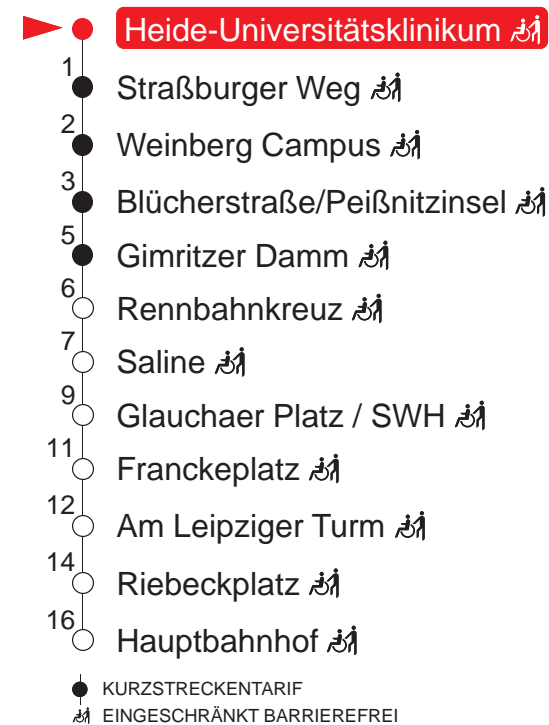 Heide-Universitätsklinikum
1 Straßburger Weg
2 Weinberg Campus
3 Blücherstraße/Peißnitzinsel
5 Gimritzer Damm
6 Rennbahnkreuz
7 Saline
9 Glauchaer Platz / SWH
11 Franckeplatz
12 Am Leipziger Turm
14 Riebeckplatz
16 Hauptbahnhof
KURZSTRECKENTARIF
EINGESCHRÄNKT BARRIEREFREI